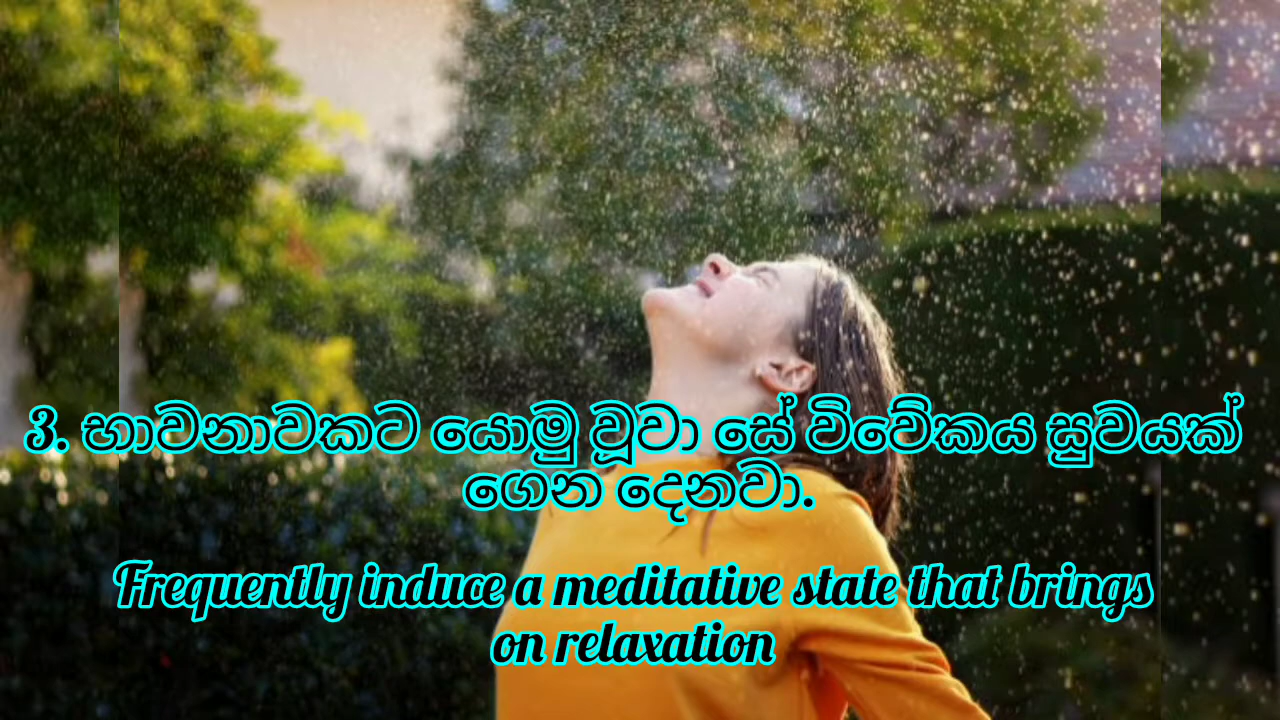 3. භාවනාවකට යොමු වූවා සේ විවේකය සුවයක්
ගෙන දෙනවා.
Frequently induce a meditative state that brings
on relaxation